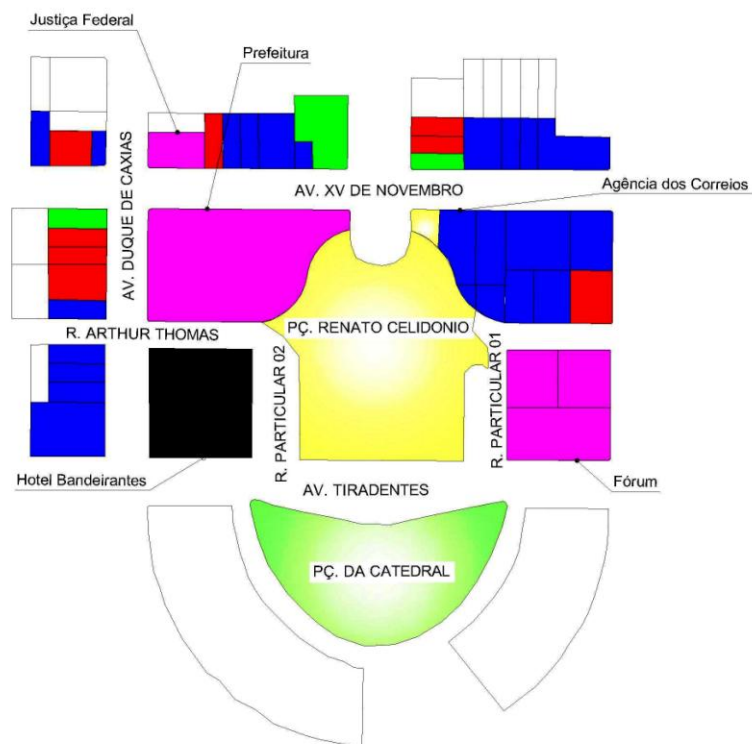 Justiça Federal
Prefeitura
AV. DUQUE DE CAXIAS
AV. XV DE NOVEMBRO
Agência dos Correios
PÇ. RENATO CELIDONIO
R. ARTHUR THOMAS
R. PARTICULAR 02
R. PARTICULAR 01
Hotel Bandeirantes
Fórum
AV. TIRADENTES
PÇ. DA CATEDRAL